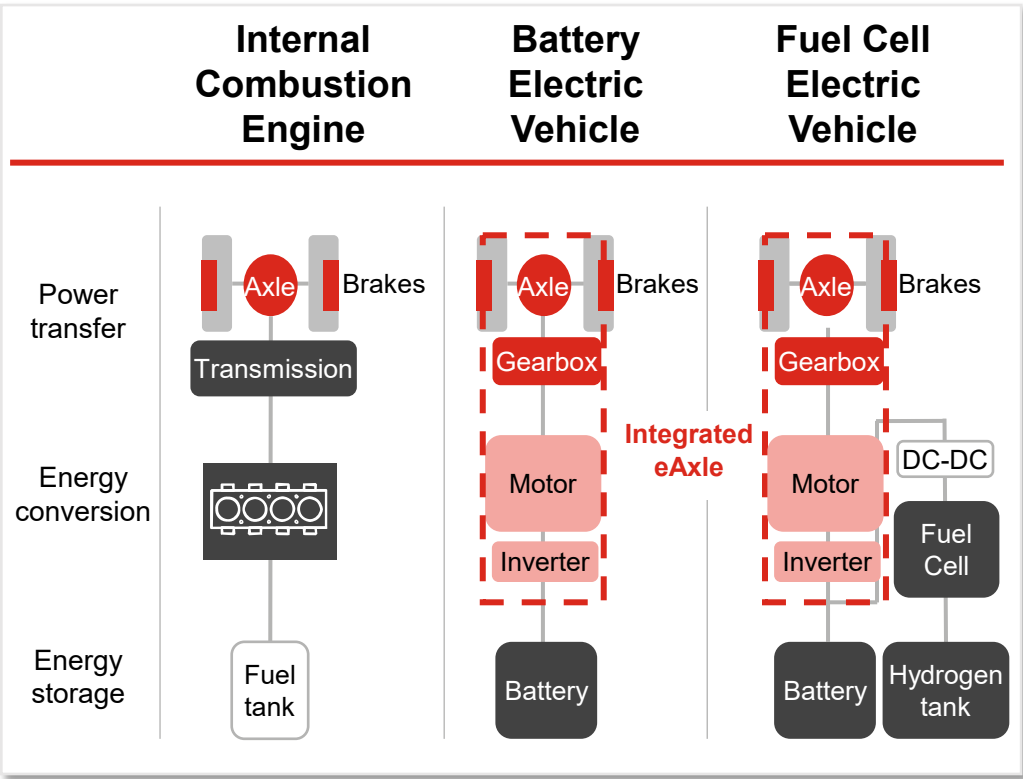 Internal
Combustion
Engine
Battery
Electric
Vehicle
Fuel Cell
Electric
Vehicle
Power
transfer
Axle
Brakes
Transmission
Axle
Brakes
Gearbox
Axle
Brakes
Gearbox
Integrated
eAxle
Energy
conversion
Motor
Inverter
Motor
Inverter
DC-DC
Fuel
Cell
Energy
storage
Fuel
tank
Battery
Battery
Hydrogen
tank